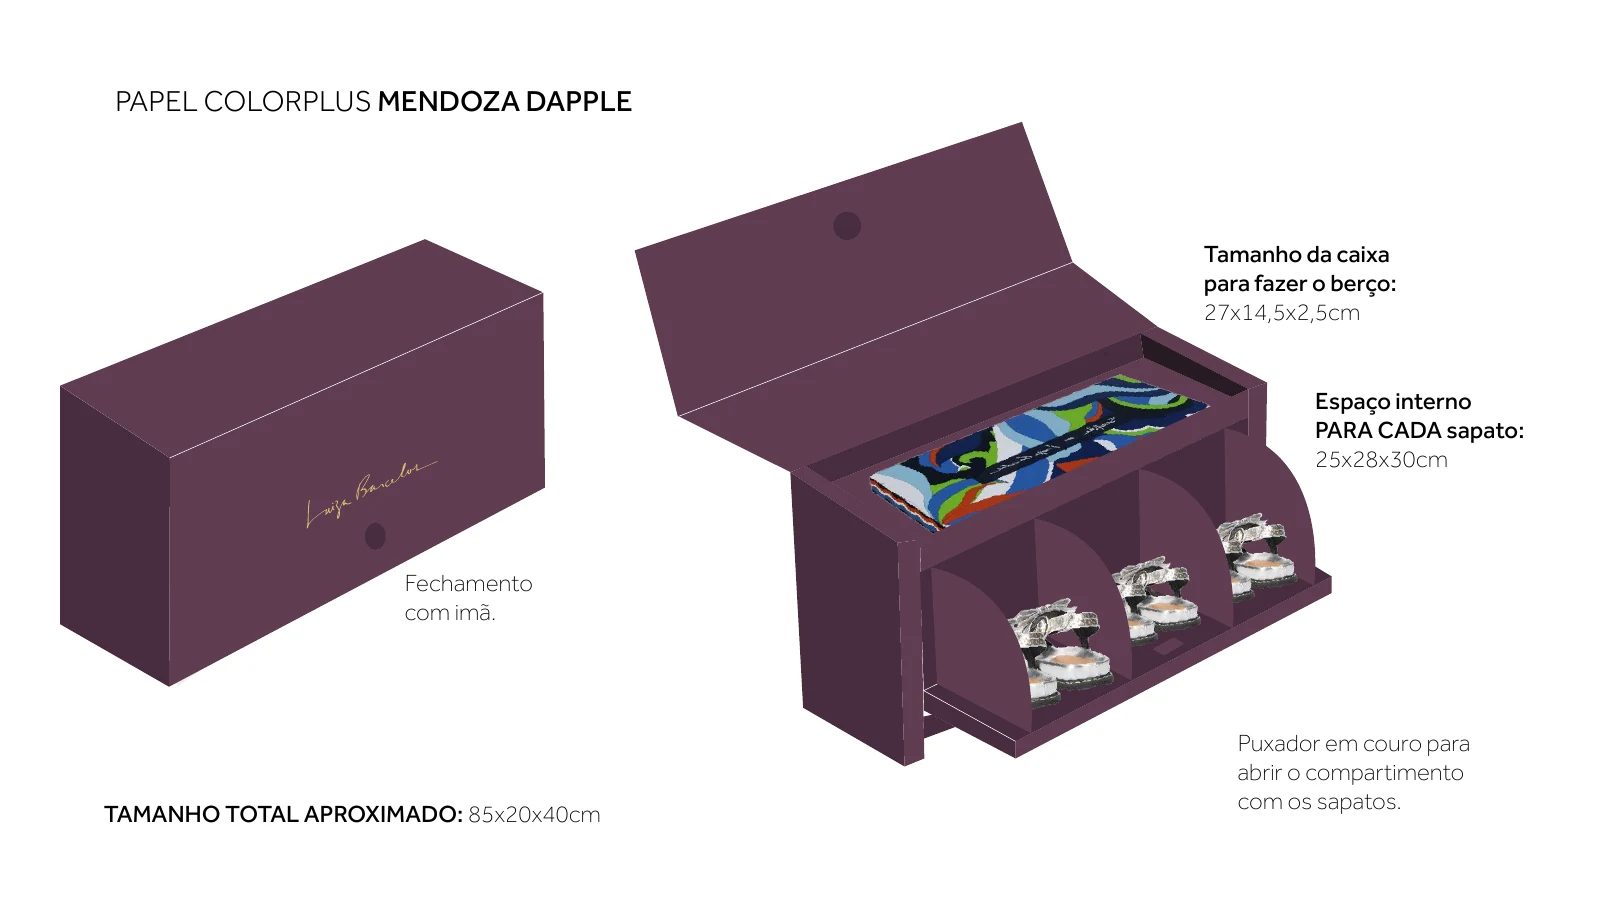 PAPEL COLORPLUS MENDOZA DAPPLE
Tamanho da caixa
para fazer o berço:
27x14,5x2,5cm
Espaço interno
PARA CADA sapato:
25x28x30cm
Luiza Barcelos
Fechamento
com imã.
Puxador em couro para
abrir o compartimento
com os sapatos.
TAMANHO TOTAL APROXIMADO: 85x20x40cm